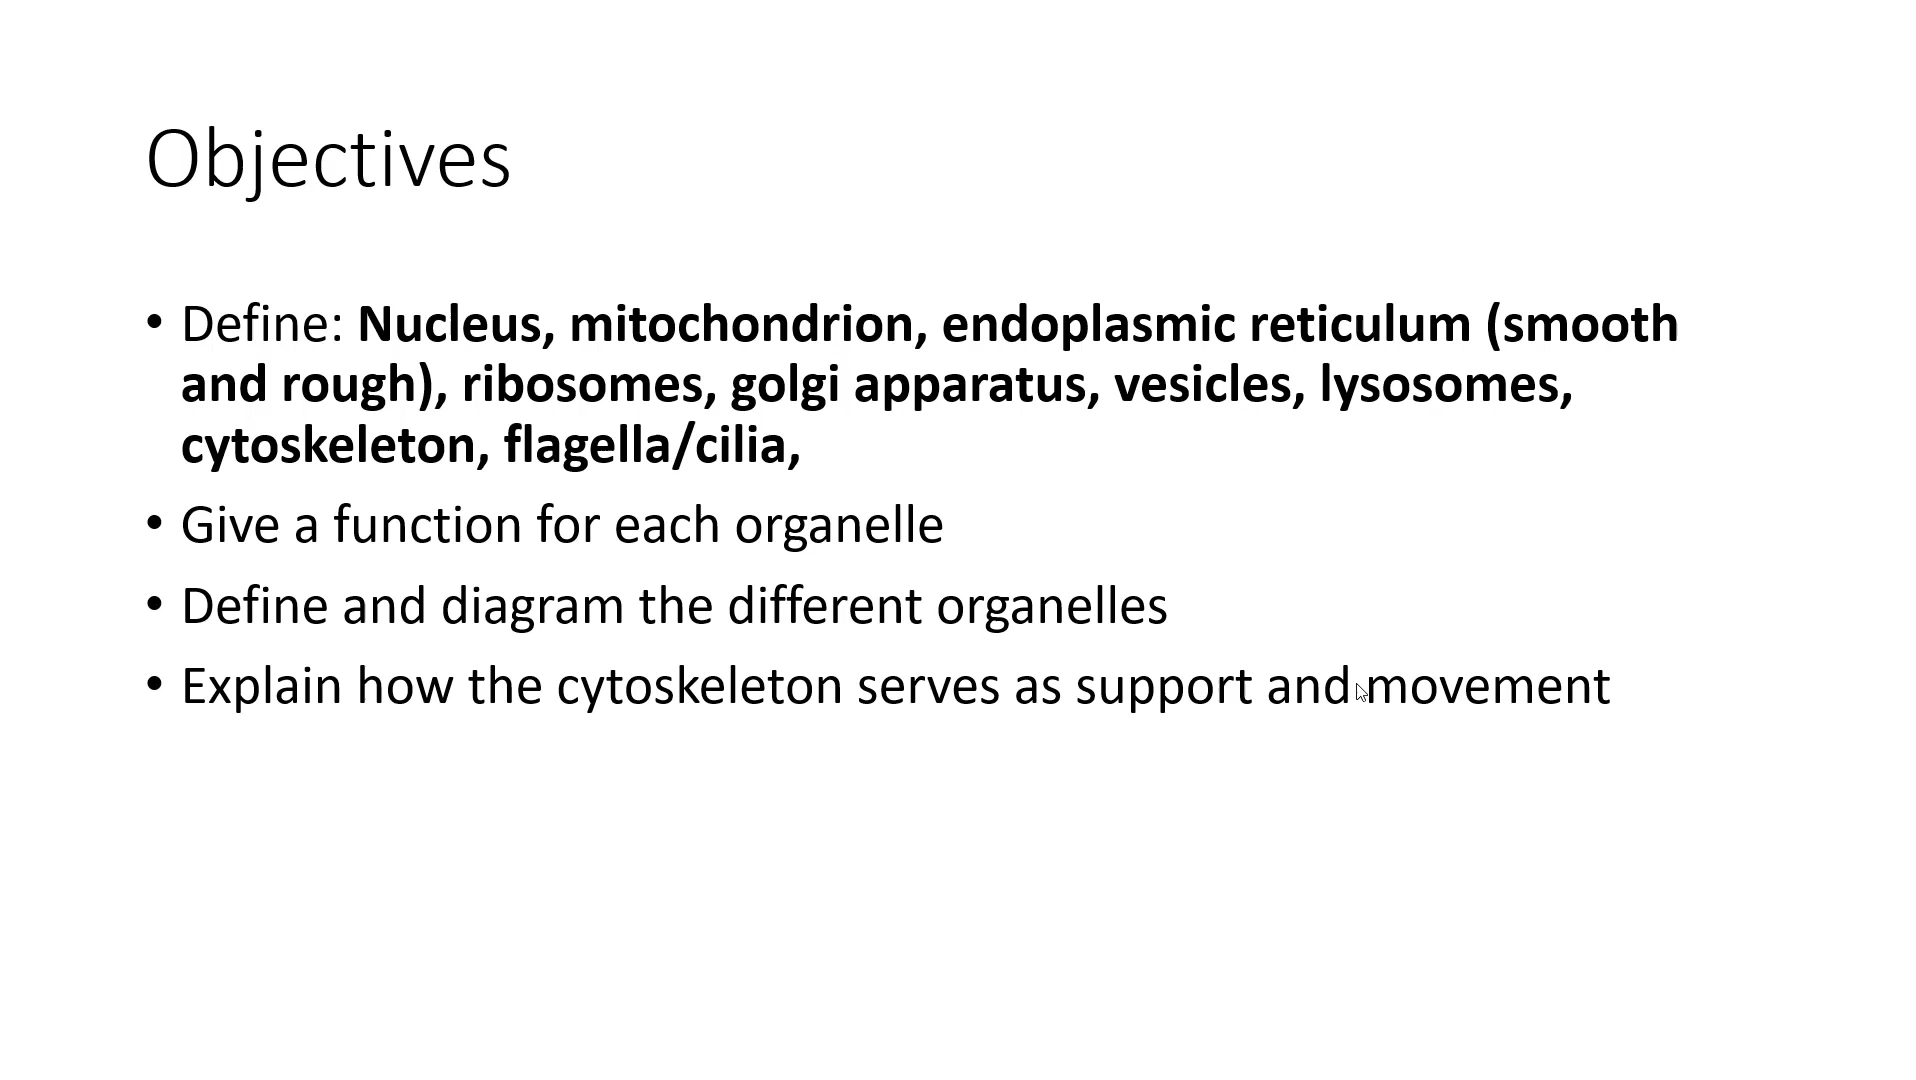 Objectives
• Define: Nucleus, mitochondrion, endoplasmic reticulum (smooth
and rough), ribosomes, golgi apparatus, vesicles, lysosomes,
cytoskeleton, flagella/cilia,
• Give a function for each organelle
• Define and diagram the different organelles
• Explain how the cytoskeleton serves as support and movement